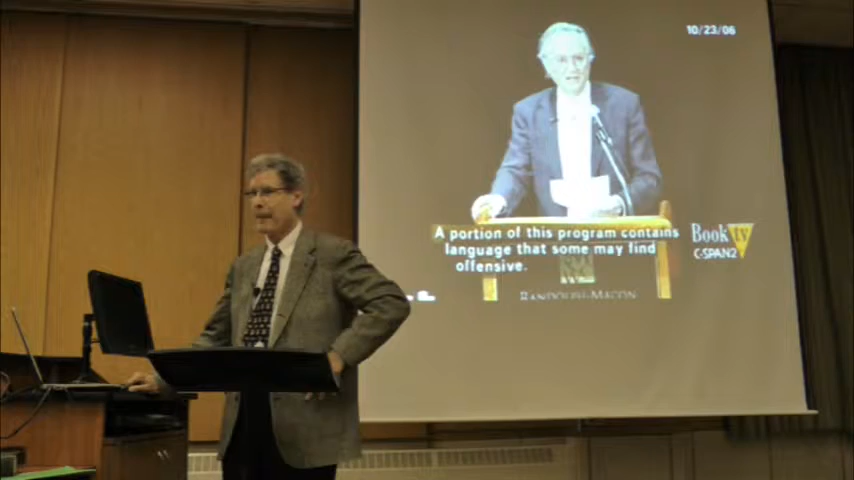 10/23/06
A portion of this program contains
language that some may find
offensive.
Book tv
C-SPAN2
RANDOLPH-MACON